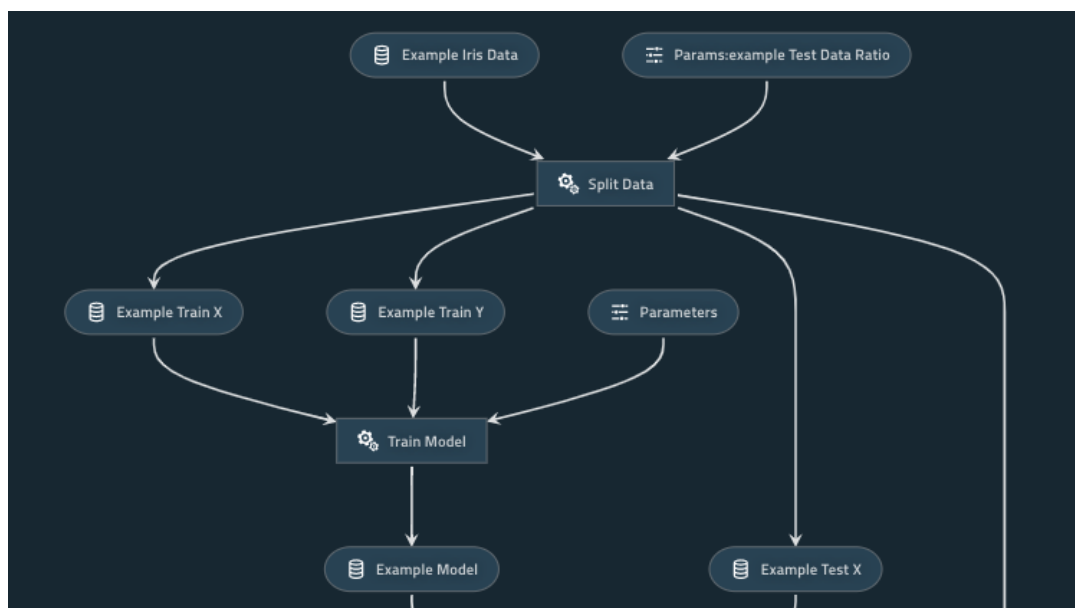 Example Iris Data
Params:example Test Data Ratio
Split Data
Example Train X
Example Train Y
Parameters
Train Model
Example Model
Example Test X